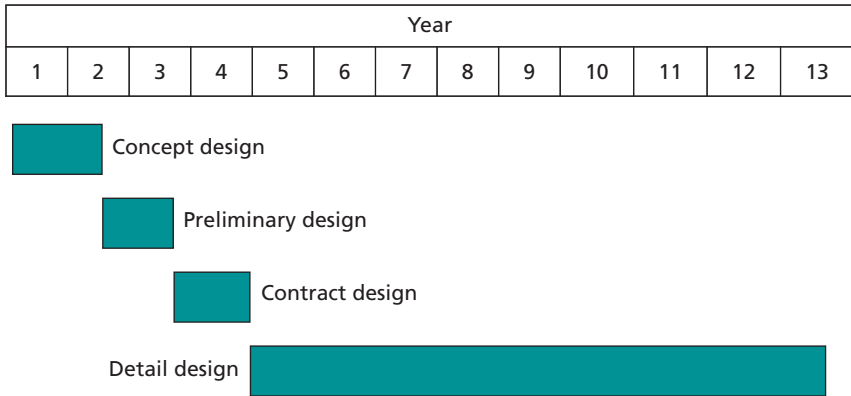 Year
1 2 3 4 5 6 7 8 9 10 11 12 13
Concept design
Preliminary design
Contract design
Detail design